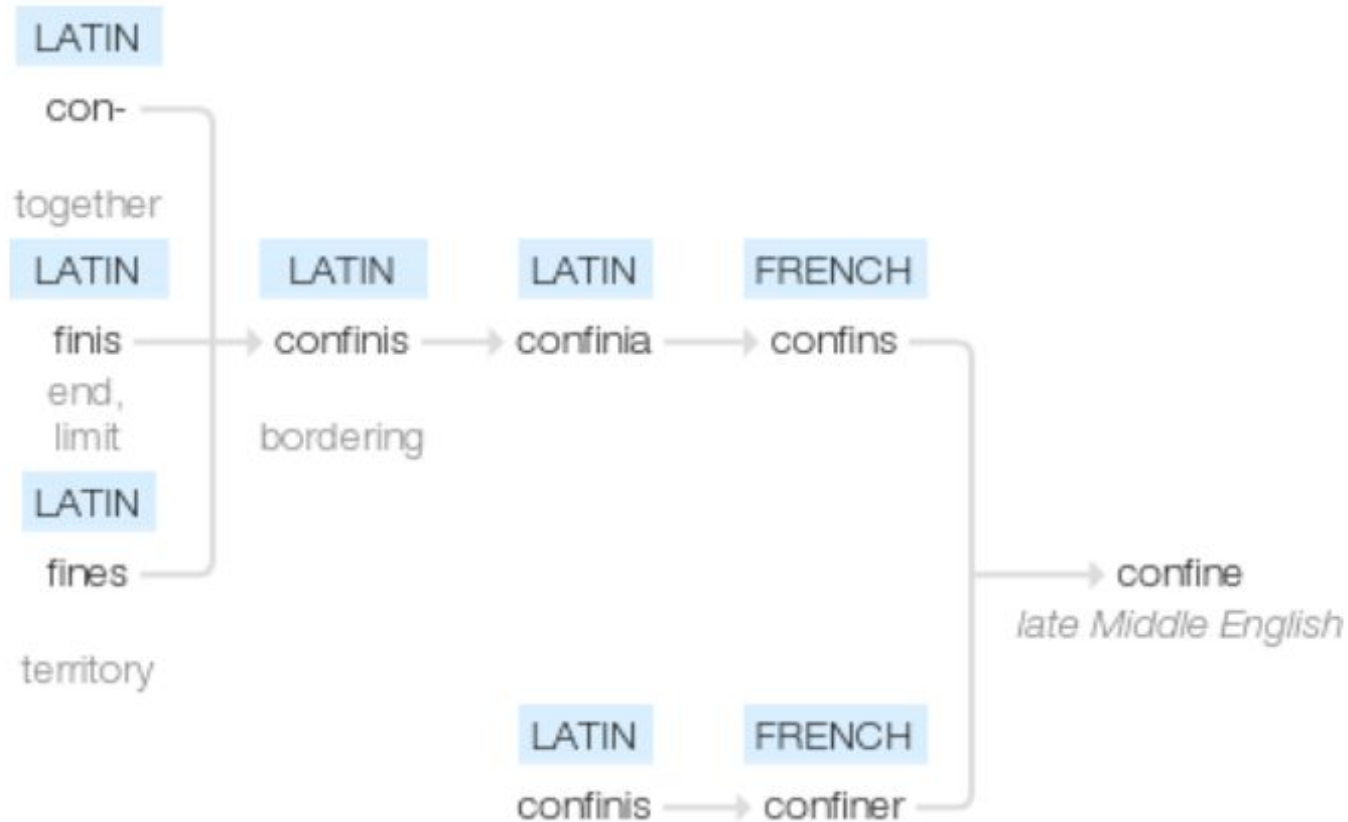 LATIN
con-
together
LATIN LATIN LATIN FRENCH
finis confinis confinia confins
end,
limit bordering
LATIN
fines confine
late Middle English
territory
LATIN FRENCH
confinis confiner